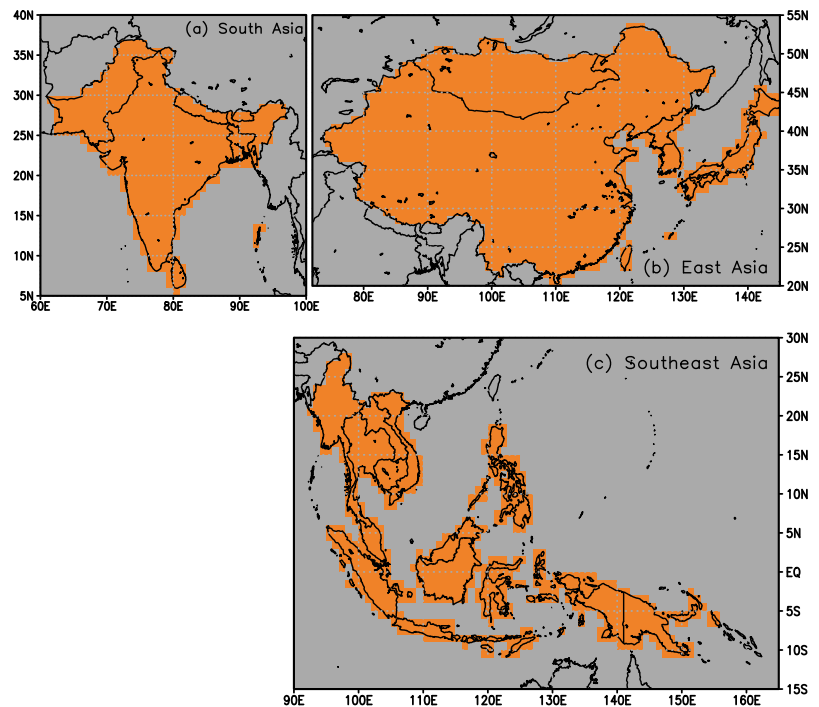 40N
35N
30N
25N
20N
15N
10N
5N
(a) South Asia
60E 70E 80E 90E 100E
55N
50N
45N
40N
35N
30N
25N
20N
(b) East Asia
80E 90E 100E 110E 120E 130E 140E
30N
25N
20N
15N
10N
5N
EQ
5S
10S
15S
(c) Southeast Asia
90E 100E 110E 120E 130E 140E 150E 160E